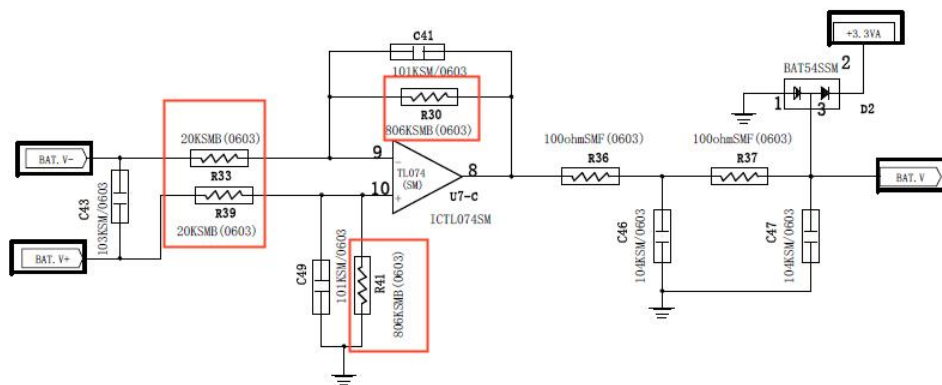 C41
101KSM/0603
R30
806KSMB(0603)
+3.3VA
BAT54SSM
2
1
3
D2
20KSMB(0603)
R33
R39
20KSMB(0603)
BAT. V-
C43
103KSM/0603
BAT. V+
9
-
TL074
(SM)
8
10
+
U7-C
ICTL074SM
100ohmSMF(0603)
R36
100ohmSMF(0603)
R37
BAT. V
C49
101KSM/0603
R41
806KSMB(0603)
C46
104KSM/0603
C47
104KSM/0603